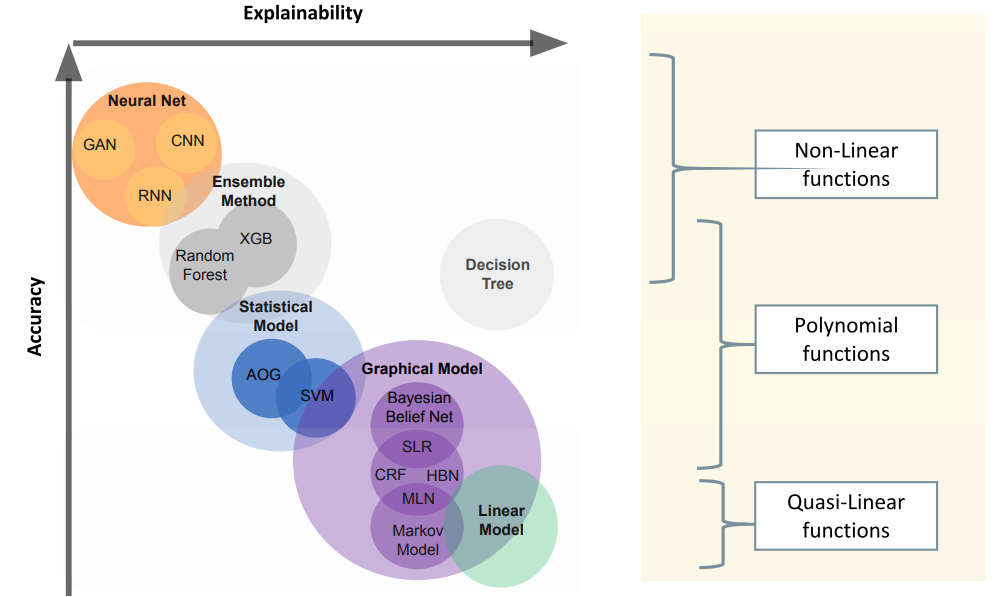 Explainability
Accuracy
Neural Net
GAN
CNN
RNN
Ensemble
Method
XGB
Random
Forest
Decision
Tree
Statistical
Model
AOG
SVM
Graphical Model
Bayesian
Belief Net
SLR
CRF
HBN
MLN
Markov
Model
Linear
Model
Non-Linear
functions
Polynomial
functions
Quasi-Linear
functions